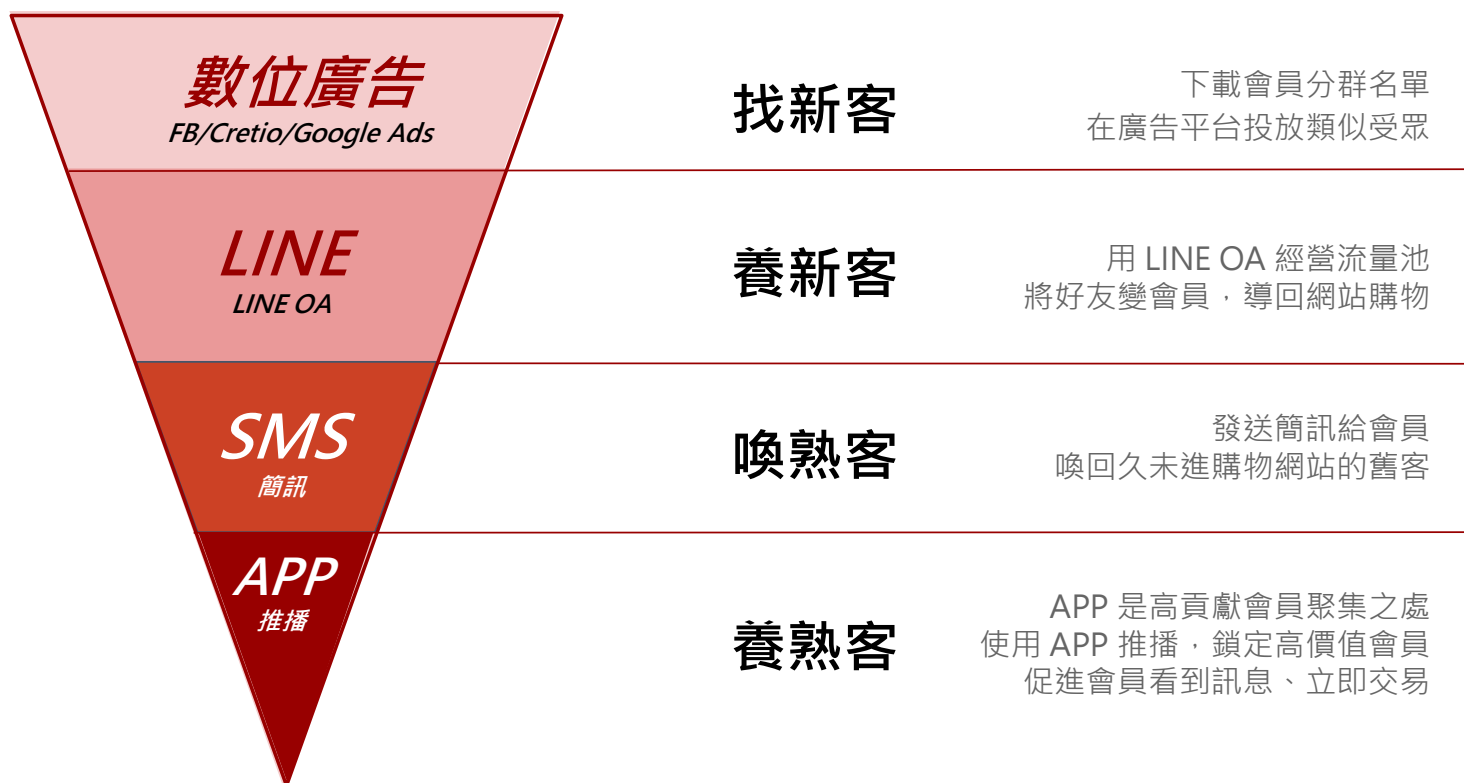 數位廣告
FB/Cretio/Google Ads
找新客
下載會員分群名單
在廣告平台投放類似受眾
LINE
LINE OA
養新客
用 LINE OA 經營流量池
將好友變會員，導回網站購物
SMS
簡訊
喚熟客
發送簡訊給會員
喚回久未進購物網站的舊客
APP
推播
養熟客
APP 是高貢獻會員聚集之處
使用 APP 推播，鎖定高價值會員
促進會員看到訊息、立即交易